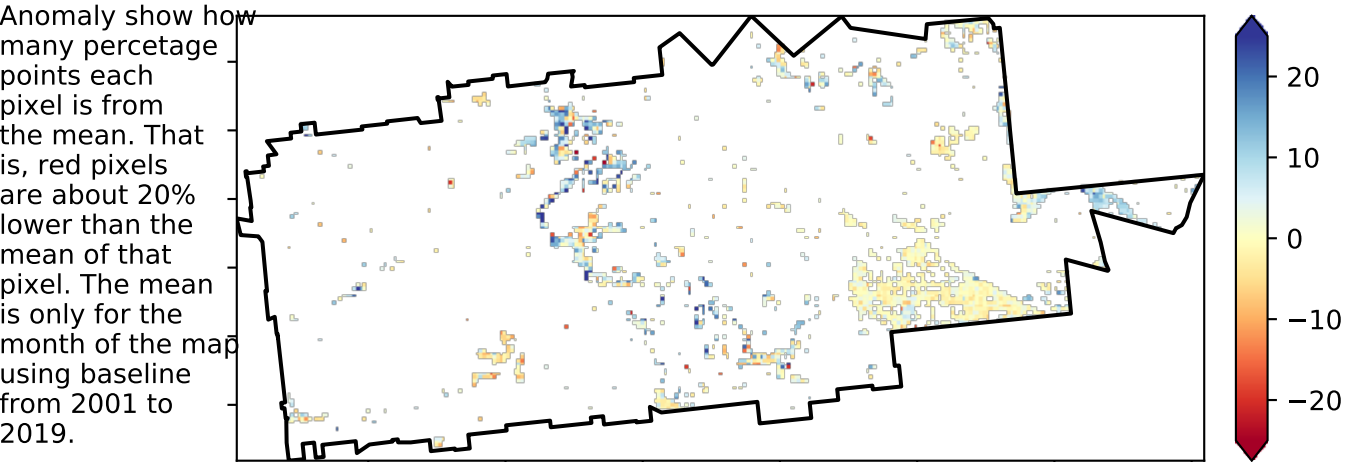 Anomaly show how
many percetage
points each
pixel is from
the mean. That
is, red pixels
are about 20%
lower than the
mean of that
pixel. The mean
is only for the
month of the map
using baseline
from 2001 to
2019.
20
10
0
−10
−20